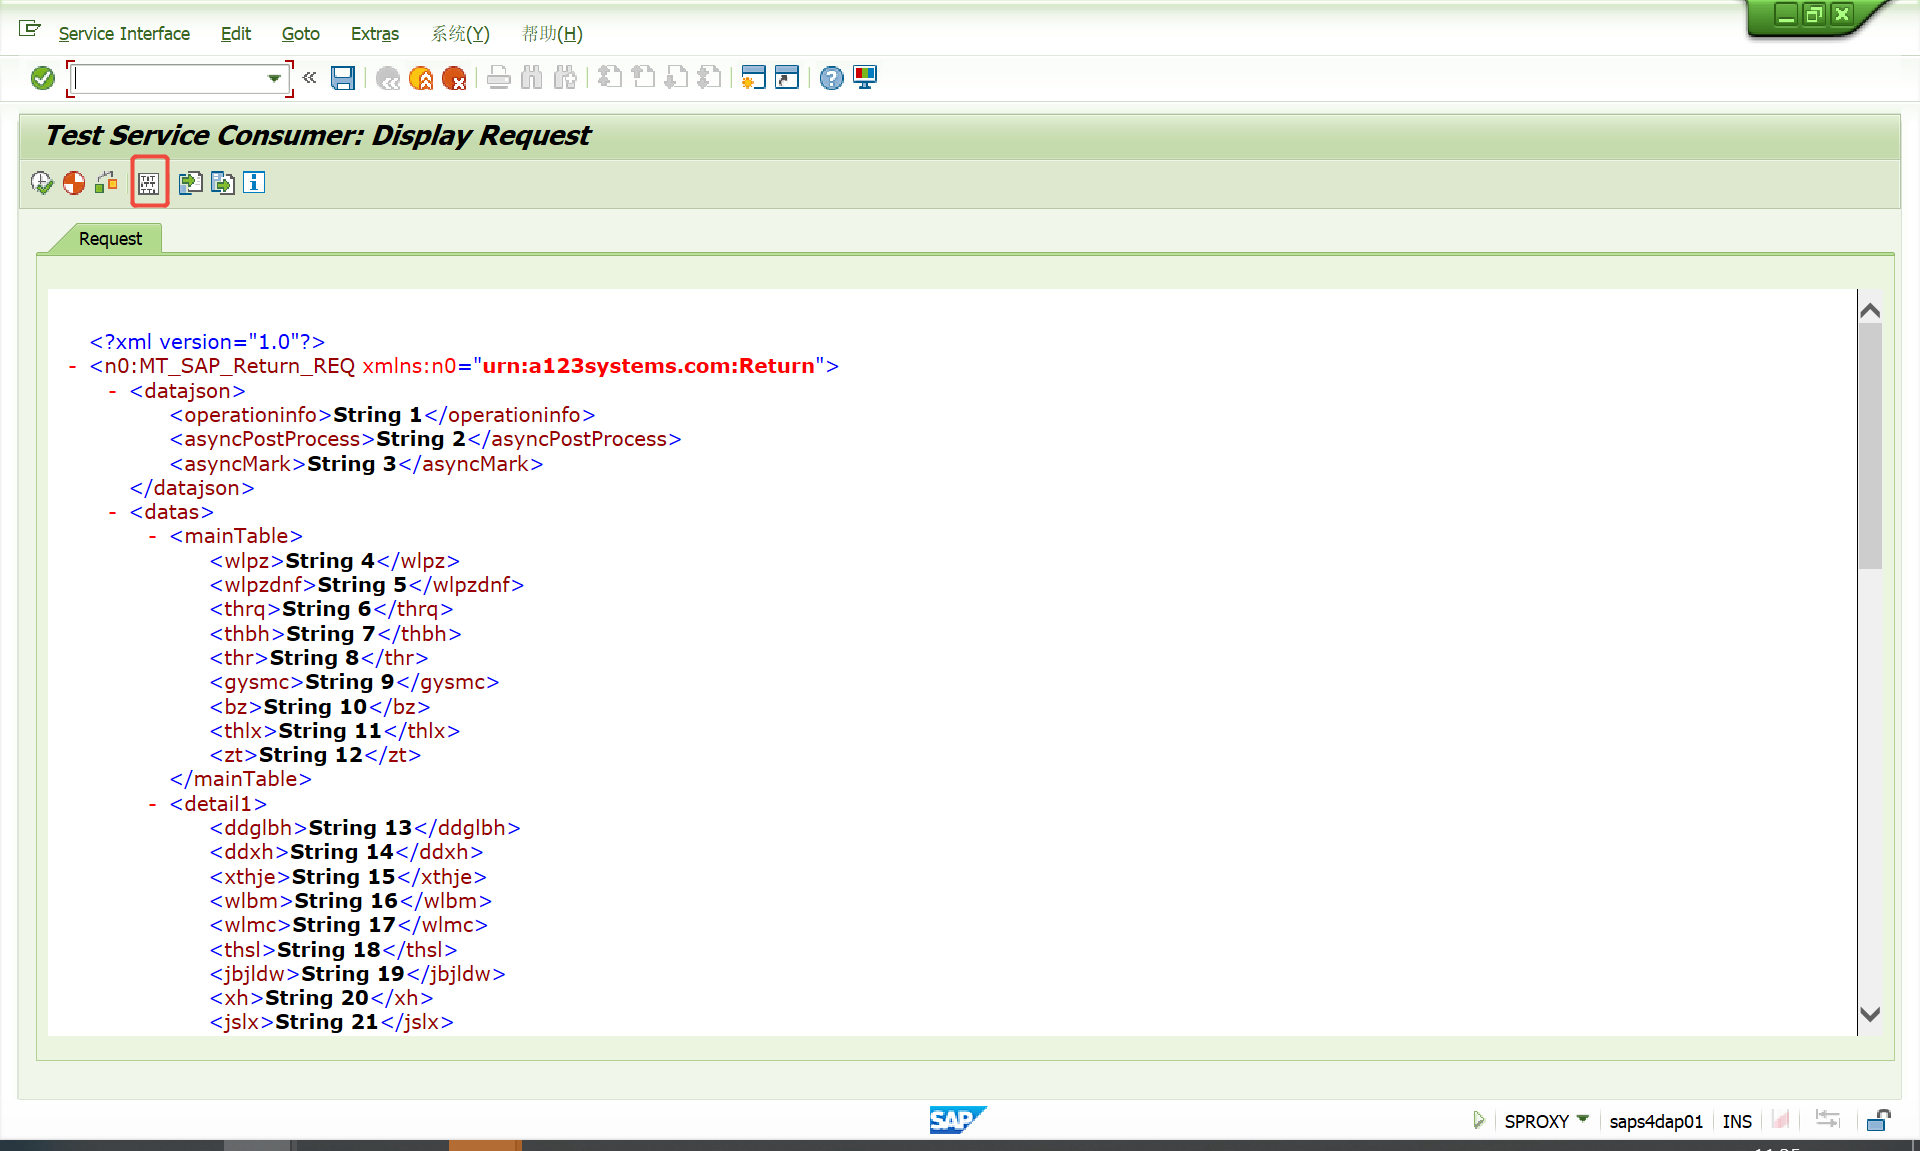 Service Interface Edit Goto Extras 系统(Y) 帮助(H)
Test Service Consumer: Display Request
Request
<?xml version="1.0"?>
- <n0:MT_SAP_Return_REQ xmlns:n0="urn:a123systems.com:Return">
- <datajson>
<operationinfo>String 1</operationinfo>
<asyncPostProcess>String 2</asyncPostProcess>
<asyncMark>String 3</asyncMark>
</datajson>
- <datas>
- <mainTable>
<wlpz>String 4</wlpz>
<wlpzdnf>String 5</wlpzdnf>
<thrq>String 6</thrq>
<thbh>String 7</thbh>
<thr>String 8</thr>
<gysmc>String 9</gysmc>
<bz>String 10</bz>
<thlx>String 11</thlx>
<zt>String 12</zt>
</mainTable>
- <detail1>
<ddglbh>String 13</ddglbh>
<ddxh>String 14</ddxh>
<xthje>String 15</xthje>
<wlbm>String 16</wlbm>
<wlmc>String 17</wlmc>
<thsl>String 18</thsl>
<jbjldw>String 19</jbjldw>
<xh>String 20</xh>
<jslx>String 21</jslx>
SAP SPROXY saps4dap01 INS